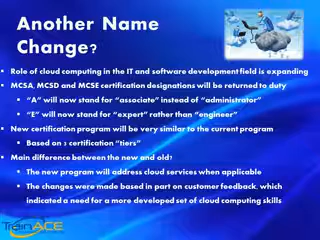 Another Name
Change?
Role of cloud computing in the IT and software development field is expanding
MCSA, MCSD and MCSE certification designations will be returned to duty
"A" will now stand for "associate" instead of "administrator"
"E" will now stand for "expert" rather than "engineer"
New certification program will be very similar to the current program
Based on 3 certification "tiers"
Main difference between the new and old?
The new program will address cloud services when applicable
The changes were made based in part on customer feedback, which
indicated a need for a more developed set of cloud computing skills
TrainACE